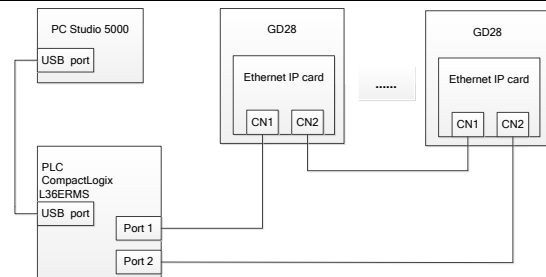 PC Studio 5000
USB port
GD28
Ethernet IP card
CN1
CN2
......
GD28
Ethernet IP card
CN1
CN2
PLC
CompactLogix
L36ERMS
USB port
Port 1
Port 2